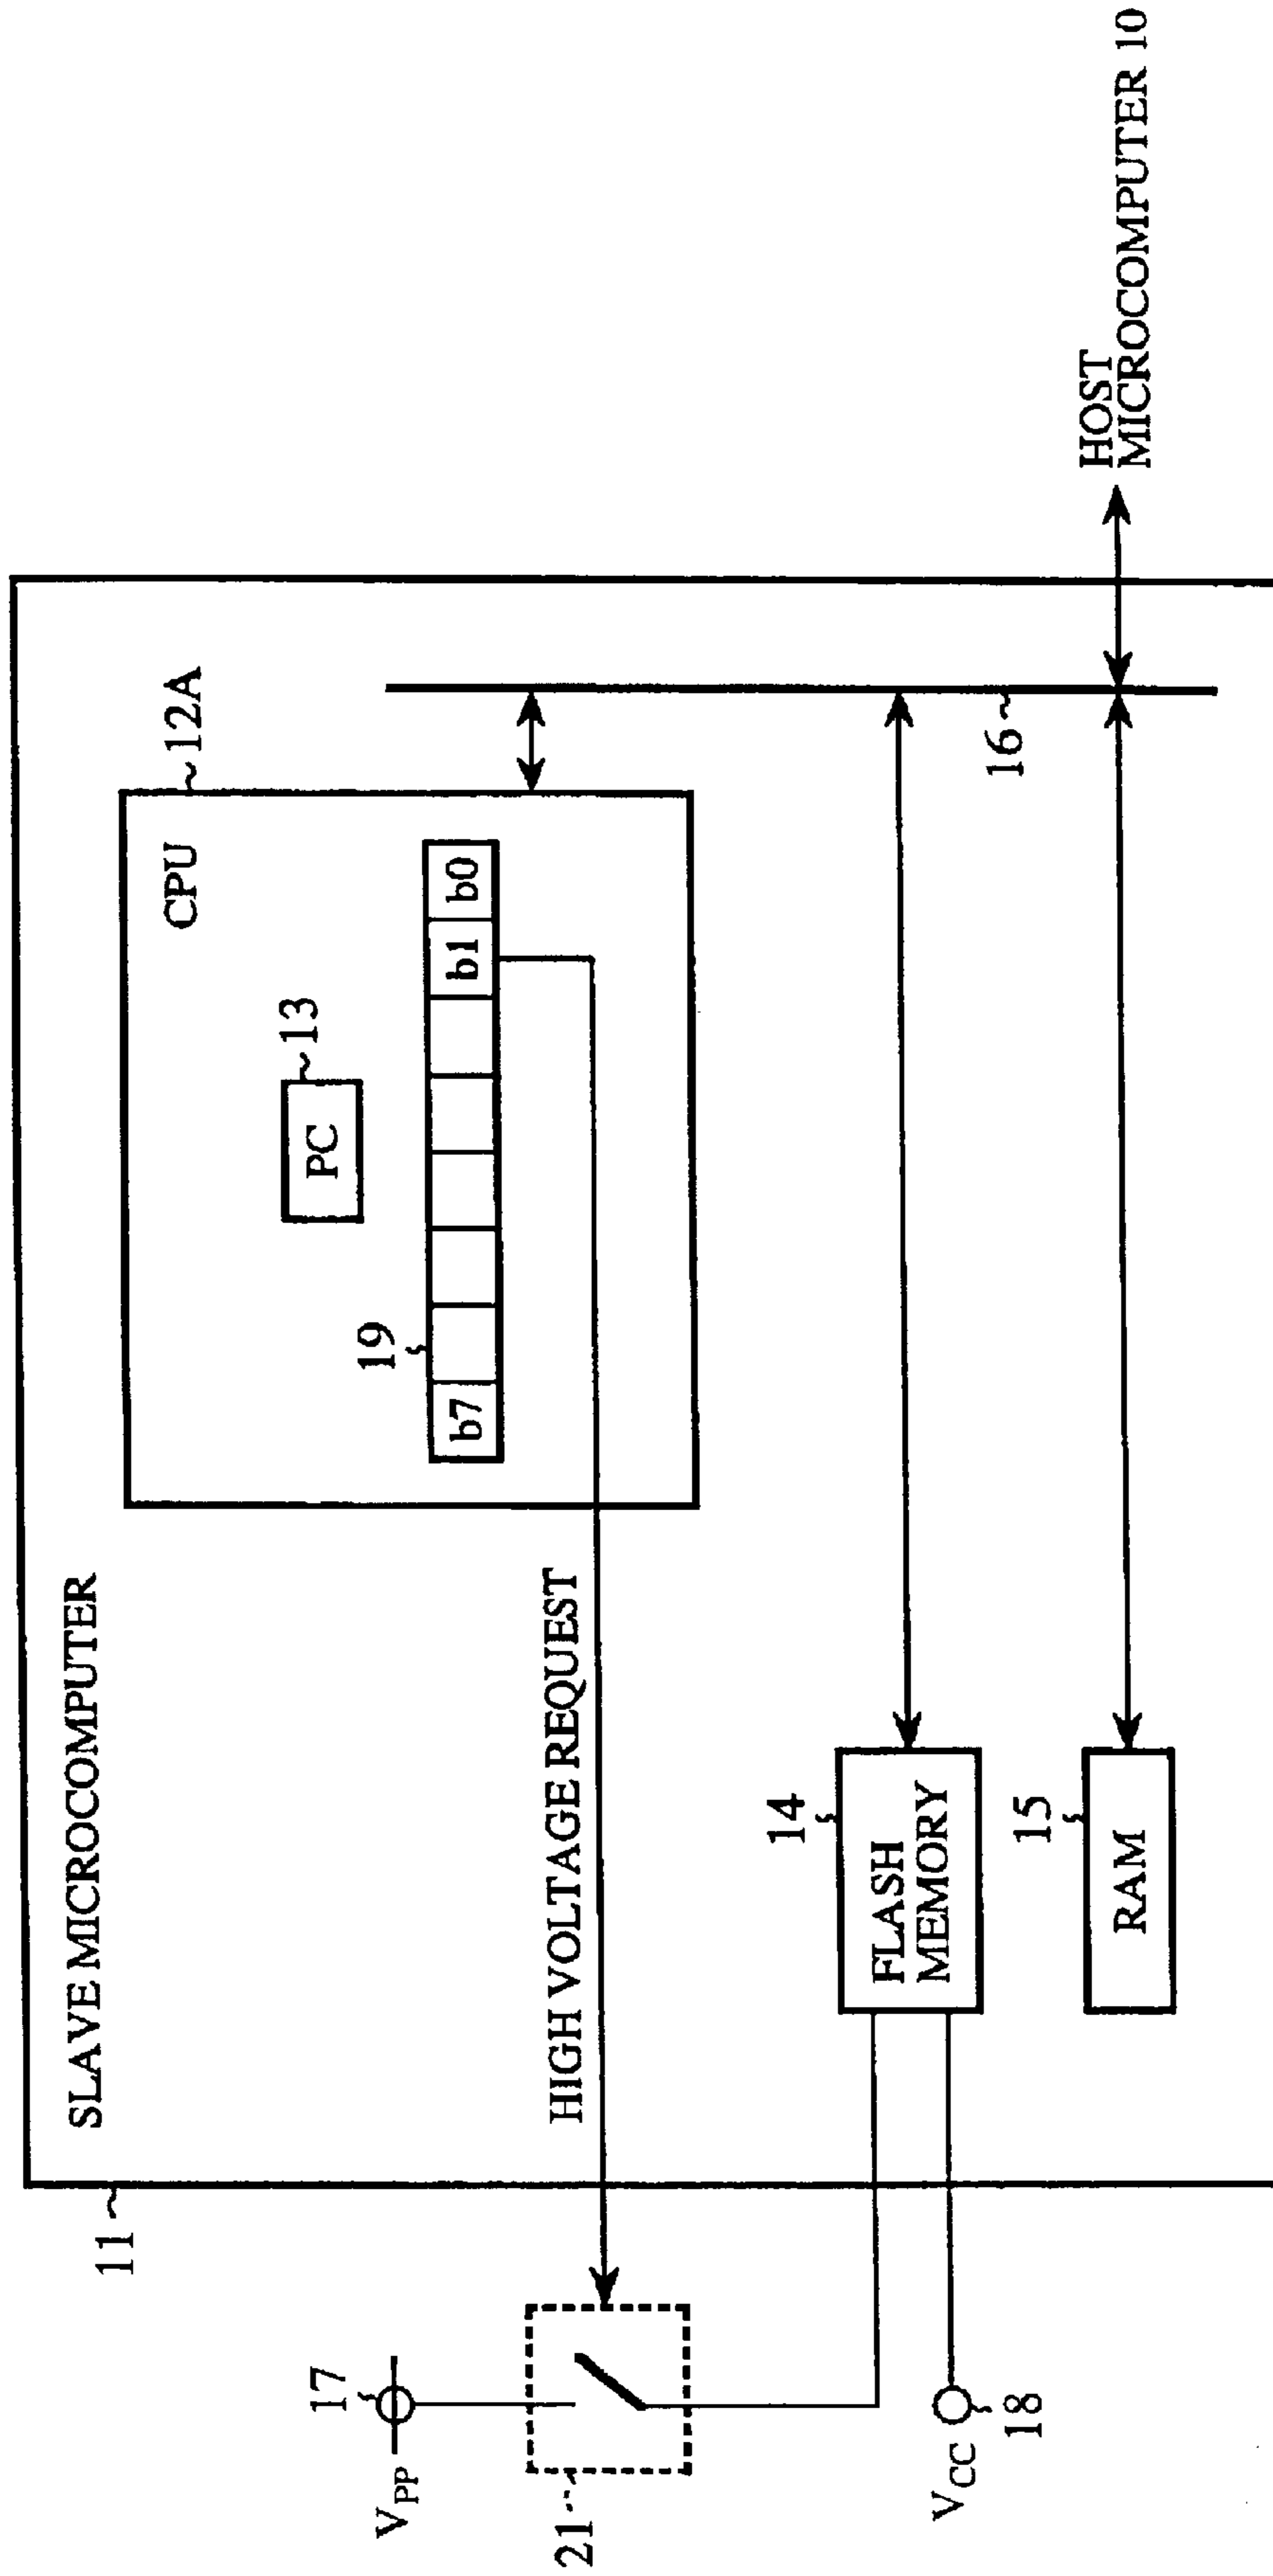 11
SLAVE MICROCOMPUTER
12A
CPU
13
PC
19
b7
b1
b0
HIGH VOLTAGE REQUEST
17
VPP
21
14
FLASH
MEMORY
16
15
RAM
VCC
18
HOST
MICROCOMPUTER 10